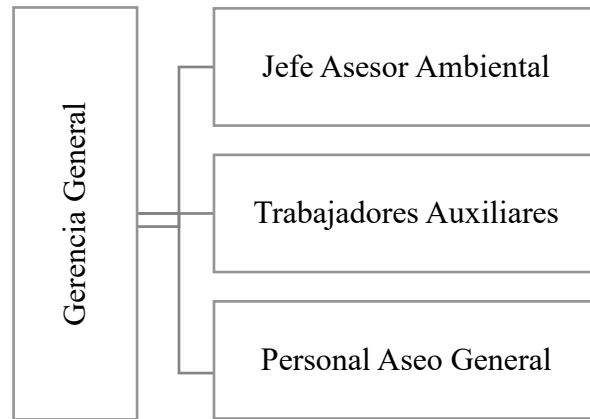 Gerencia General
Jefe Asesor Ambiental
Trabajadores Auxiliares
Personal Aseo General